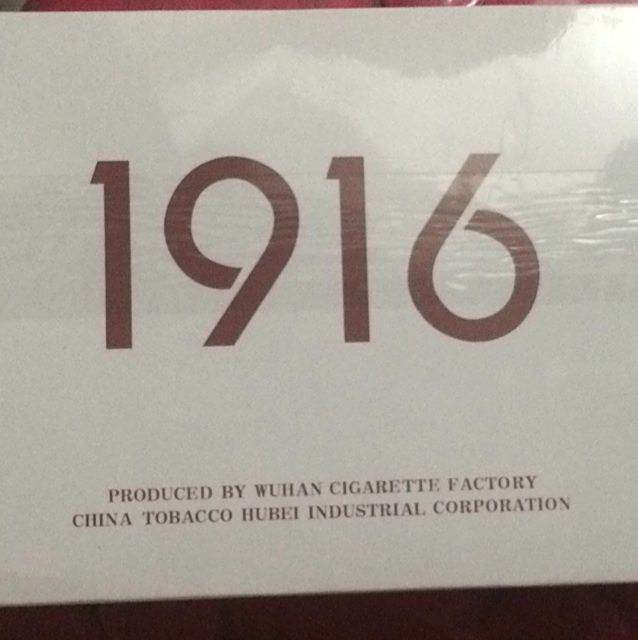 1916
PRODUCED BY WUHAN CIGARETTE FACTORY
CHINA TOBACCO HUBEI INDUSTRIAL CORPORATION